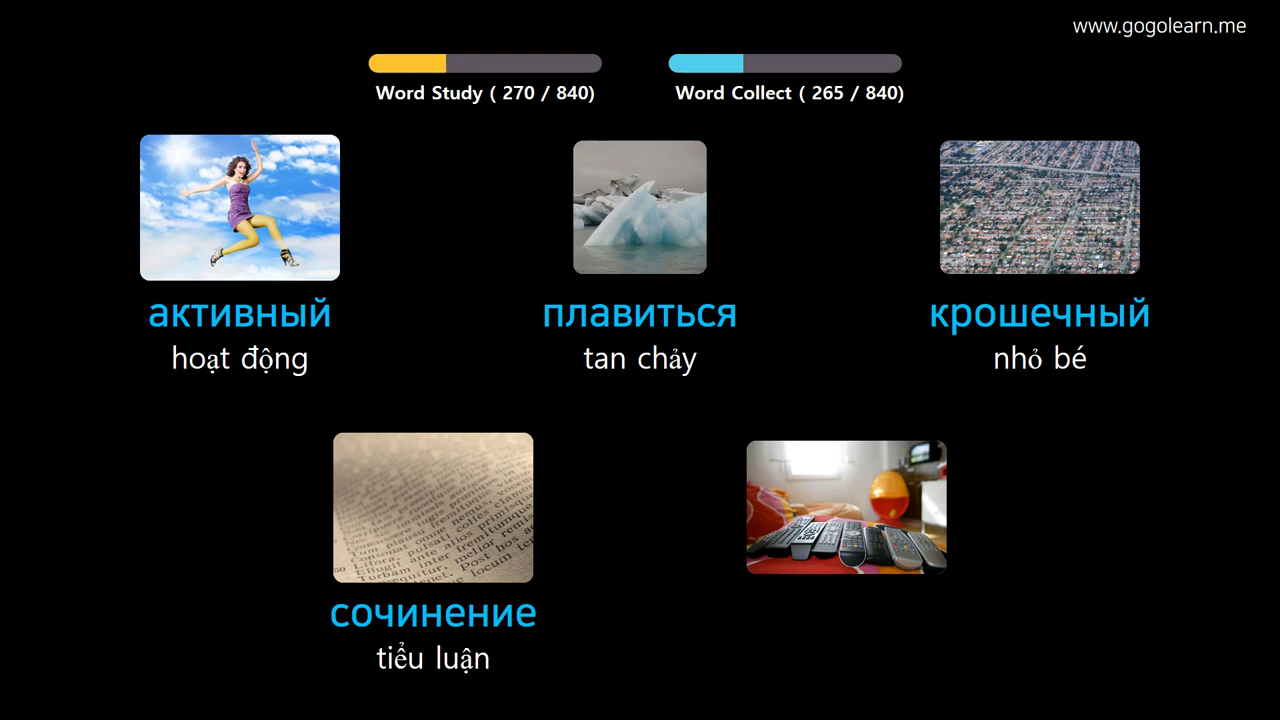 www.gogolearn.me
Word Study ( 270 / 840)
Word Collect ( 265 / 840)
активный
hoạt động
плавиться
tan chảy
крошечный
nhỏ bé
сочинение
tiểu luận